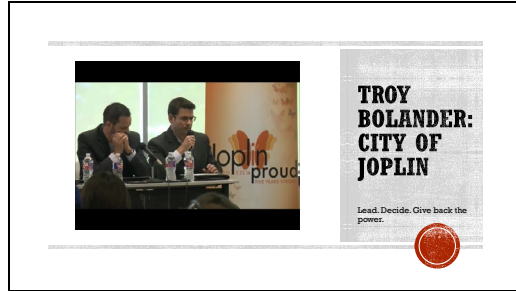 Joplin
proud
TROY
BOLANDER:
CITY OF
JOPLIN
Lead. Decide. Give back the
power.